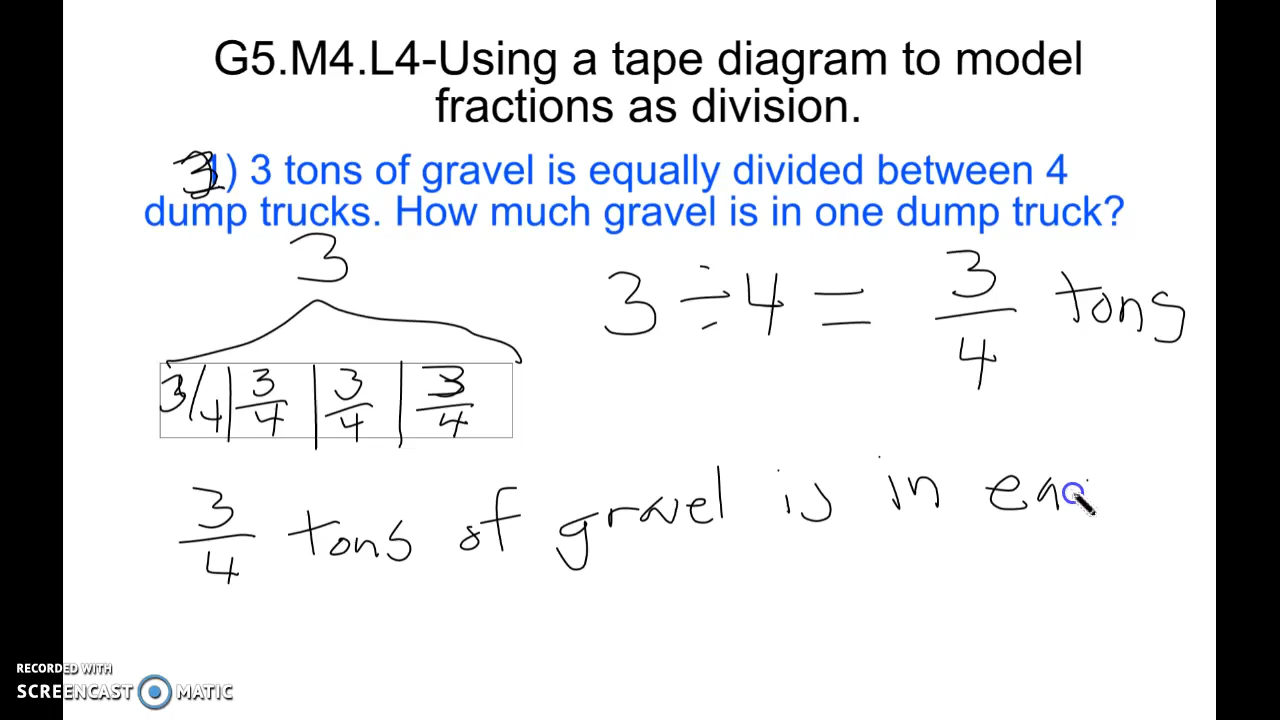 G5.M4.L4-Using a tape diagram to model
fractions as division.
3) 3 tons of gravel is equally divided between 4
dump trucks. How much gravel is in one dump truck?
3
3 ÷ 4 = 3/4 tons
3/4 3/4 3/4 3/4
3/4 tons of gravel is in eac
RECORDED WITH
SCREENCAST MATIC